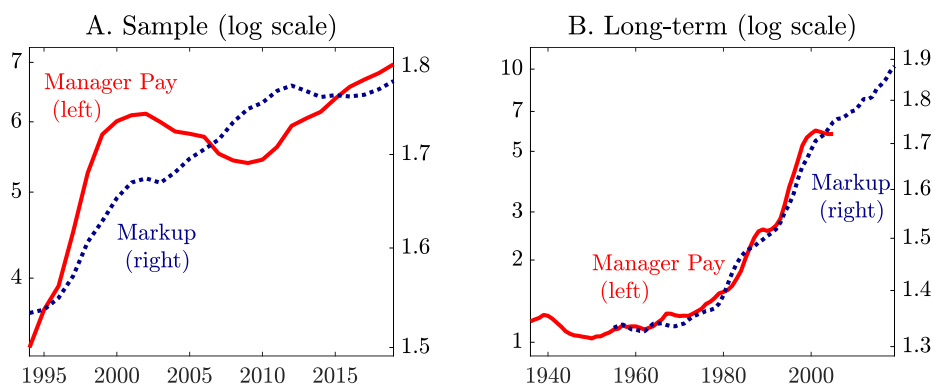 A. Sample (log scale)
7
6
5
4
1.8
1.7
1.6
1.5
Manager Pay
(left)
Markup
(right)
1995 2000 2005 2010 2015
B. Long-term (log scale)
10
7
5
3
2
1
1.9
1.8
1.7
1.6
1.5
1.4
1.3
Markup
(right)
Manager Pay
(left)
1940 1960 1980 2000